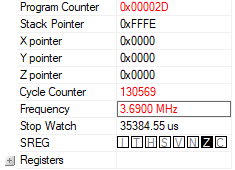 Program Counter 0x00002D
Stack Pointer 0xFFFE
X pointer 0x0000
Y pointer 0x0000
Z pointer 0x0000
Cycle Counter 130569
Frequency 3.6900 MHz
Stop Watch 35384.55 us
SREG I T H S V N Z C
Registers